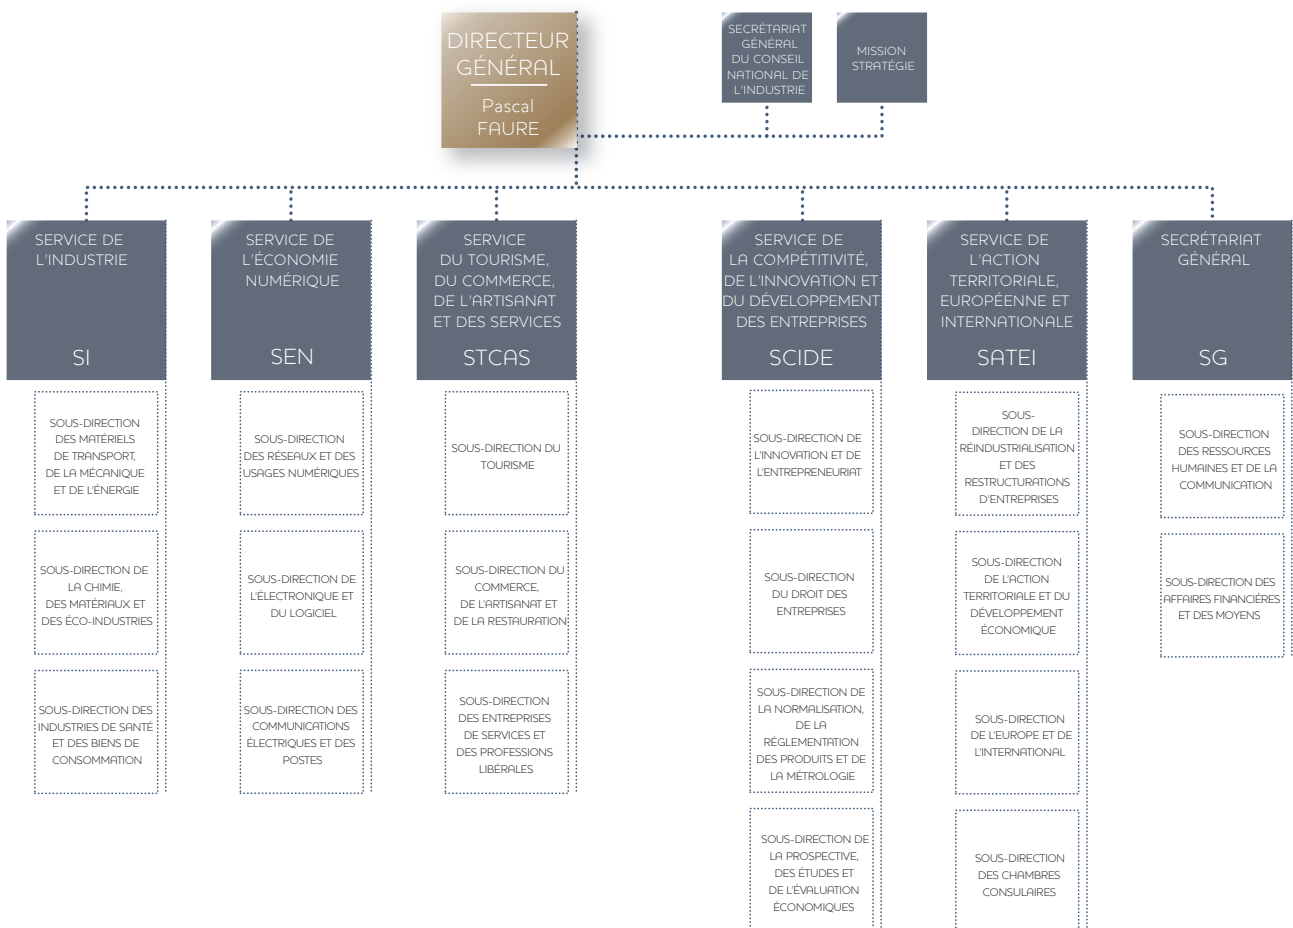 DIRECTEUR
GÉNÉRAL
Pascal
FAURE
SECRÉTARIAT
GÉNÉRAL
DU CONSEIL
NATIONAL DE
L'INDUSTRIE
MISSION
STRATÉGIE
SERVICE DE
L'INDUSTRIE
SI
SERVICE DE
L'ÉCONOMIE
NUMÉRIQUE
SEN
SERVICE
DU TOURISME,
DU COMMERCE,
DE L'ARTISANAT
ET DES SERVICES
STCAS
SERVICE DE
LA COMPÉTITIVITÉ,
DE L'INNOVATION ET
DU DÉVELOPPEMENT
DES ENTREPRISES
SCIDE
SERVICE DE
L'ACTION
TERRITORIALE,
EUROPÉENNE ET
INTERNATIONALE
SATEI
SECRÉTARIAT
GÉNÉRAL
SG
SOUS-DIRECTION
DES MATÉRIELS
DE TRANSPORT,
DE LA MÉCANIQUE
ET DE L'ÉNERGIE
SOUS-DIRECTION DE
LA CHIMIE,
DES MATÉRIAUX ET
DES ÉCO-INDUSTRIES
SOUS-DIRECTION DES
INDUSTRIES DE SANTÉ
ET DES BIENS DE
CONSOMMATION
SOUS-DIRECTION
DES RÉSEAUX ET DES
USAGES NUMÉRIQUES
SOUS-DIRECTION DE
L'ÉLECTRONIQUE ET
DU LOGICIEL
SOUS-DIRECTION DES
COMMUNICATIONS
ÉLECTRIQUES ET DES
POSTES
SOUS-DIRECTION DU
TOURISME
SOUS-DIRECTION DU
COMMERCE,
DE L'ARTISANAT ET
DE LA RESTAURATION
SOUS-DIRECTION
DES ENTREPRISES
DE SERVICES ET
DES PROFESSIONS
LIBÉRALES
SOUS-DIRECTION DE
L'INNOVATION ET DE
L'ENTREPRENEURIAT
SOUS-DIRECTION
DU DROIT DES
ENTREPRISES
SOUS-DIRECTION DE
LA NORMALISATION,
DE LA
RÉGLEMENTATION
DES PRODUITS ET DE
LA MÉTROLOGIE
SOUS-DIRECTION DE
LA PROSPECTIVE,
DES ÉTUDES ET
DE L'ÉVALUATION
ÉCONOMIQUES
SOUS-
DIRECTION DE LA
RÉINDUSTRIALISATION
ET DES
RESTRUCTURATIONS
D'ENTREPRISES
SOUS-DIRECTION
DE L'ACTION
TERRITORIALE ET DU
DÉVELOPPEMENT
ÉCONOMIQUE
SOUS-DIRECTION
DE L'EUROPE ET DE
L'INTERNATIONAL
SOUS-DIRECTION
DES CHAMBRES
CONSULAIRES
SOUS-DIRECTION
DES RESSOURCES
HUMAINES ET DE LA
COMMUNICATION
SOUS-DIRECTION DES
AFFAIRES FINANCIÈRES
ET DES MOYENS